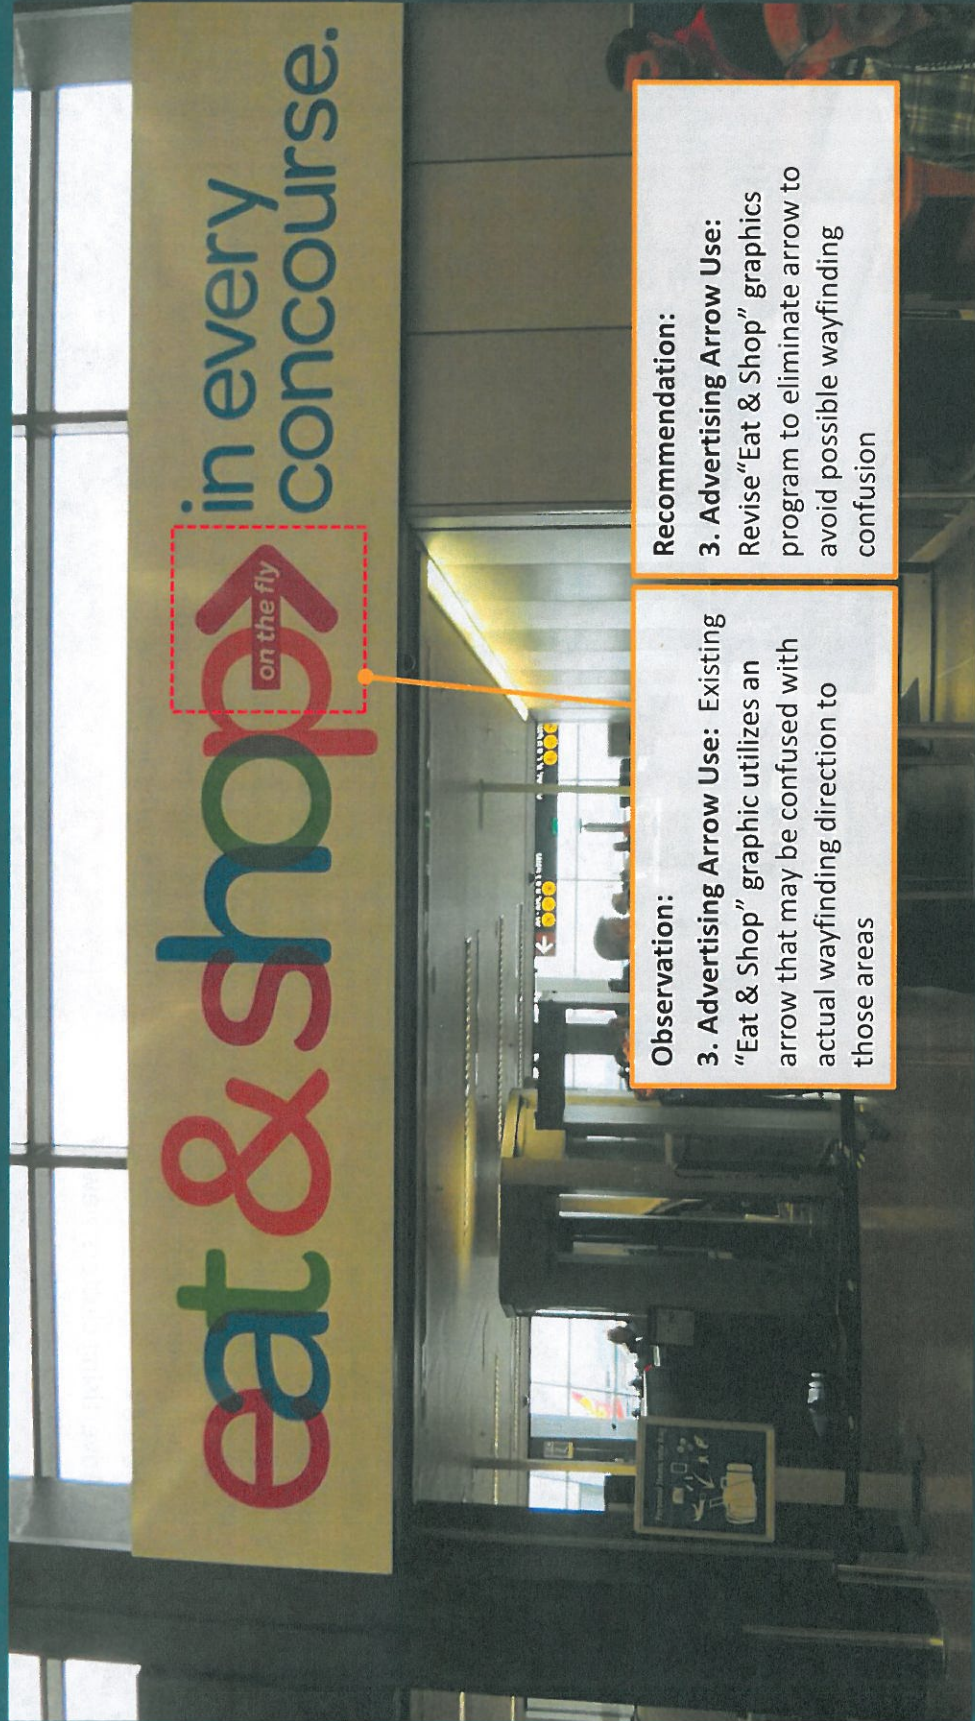 eat & shop
on the fly
in every
concourse.
Observation:
3. Advertising Arrow Use: Existing
“Eat & Shop” graphic utilizes an
arrow that may be confused with
actual wayfinding direction to
those areas
Recommendation:
3. Advertising Arrow Use:
Revise“Eat & Shop” graphics
program to eliminate arrow to
avoid possible wayfinding
confusion